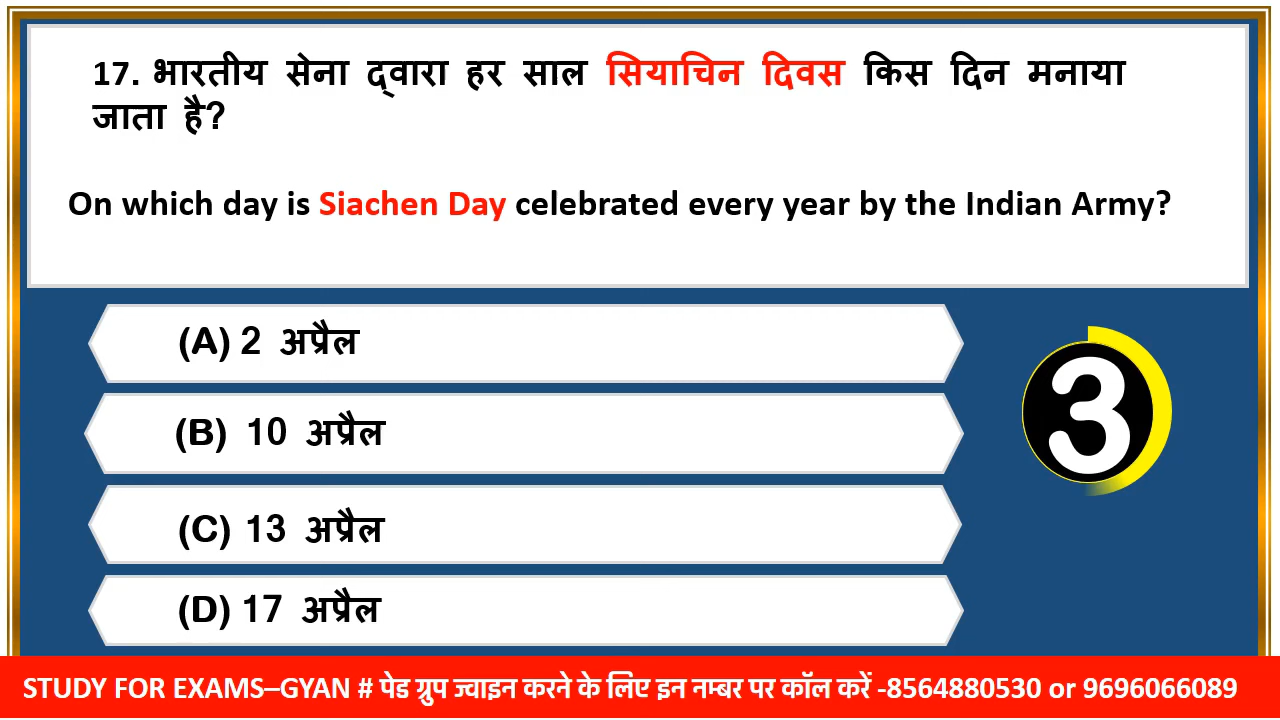 17. भारतीय सेना द्वारा हर साल सियाचिन दिवस किस दिन मनाया
जाता है?
On which day is Siachen Day celebrated every year by the Indian Army?
(A) 2 अप्रैल
(B) 10 अप्रैल
(C) 13 अप्रैल
(D) 17 अप्रैल
3
STUDY FOR EXAMS–GYAN # पेड ग्रुप ज्वाइन करने के लिए इन नम्बर पर कॉल करें -8564880530 or 9696066089